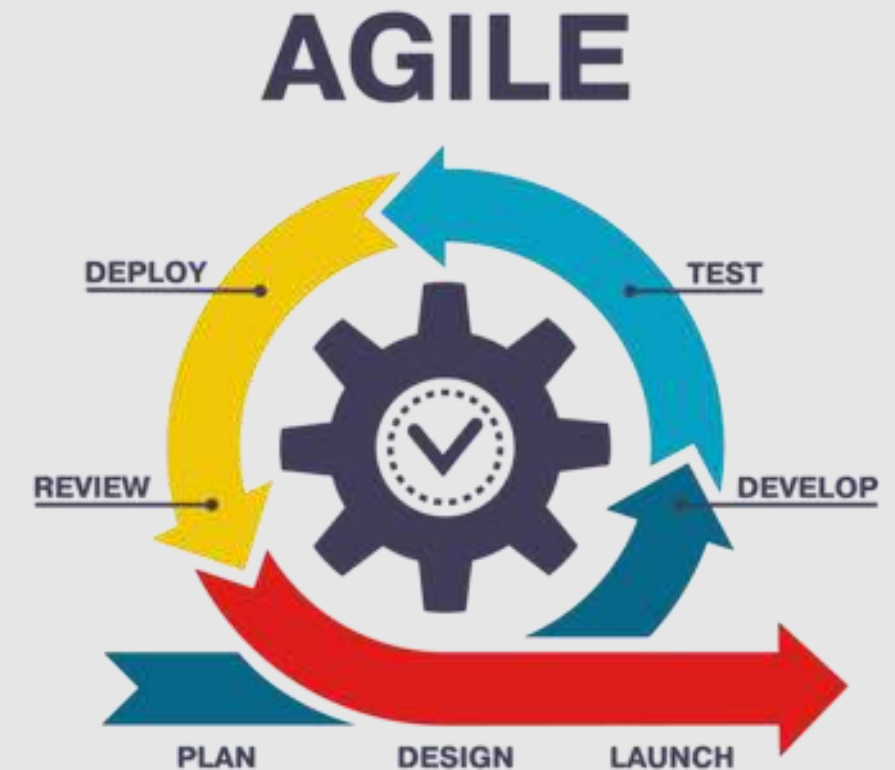 AGILE
DEPLOY
TEST
REVIEW
DEVELOP
PLAN
DESIGN
LAUNCH